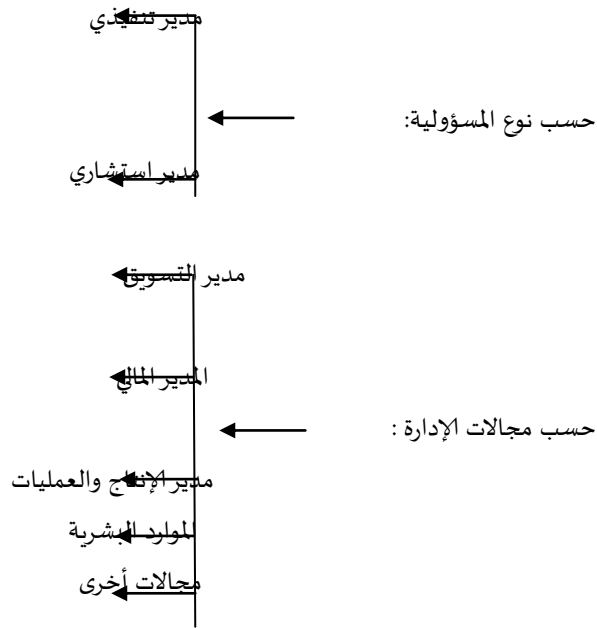 مدير تنفيذي
حسب نوع المسؤولية:
مدير استشاري
مدير التسويق
المدير المالي
حسب مجالات الإدارة :
مدير الإنتاج والعمليات
الموارد البشرية
مجالات أخرى